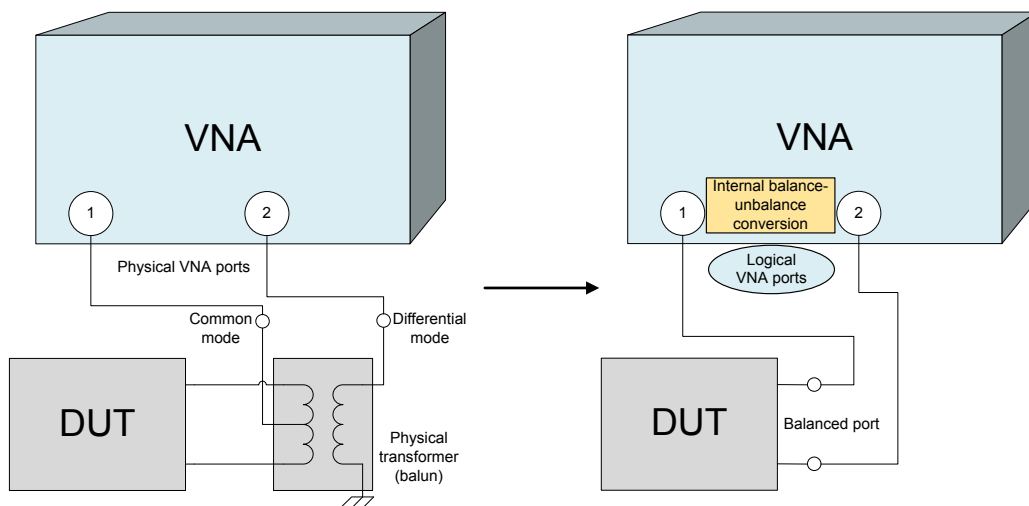 VNA
1
2
Physical VNA ports
Common
mode
Differential
mode
DUT
Physical
transformer
(balun)
VNA
1
Internal balance-
unbalance
conversion
2
Logical
VNA ports
DUT
Balanced port